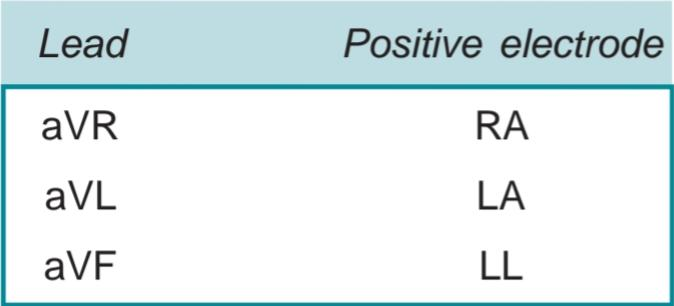 Lead Positive electrode
aVR RA
aVL LA
aVF LL